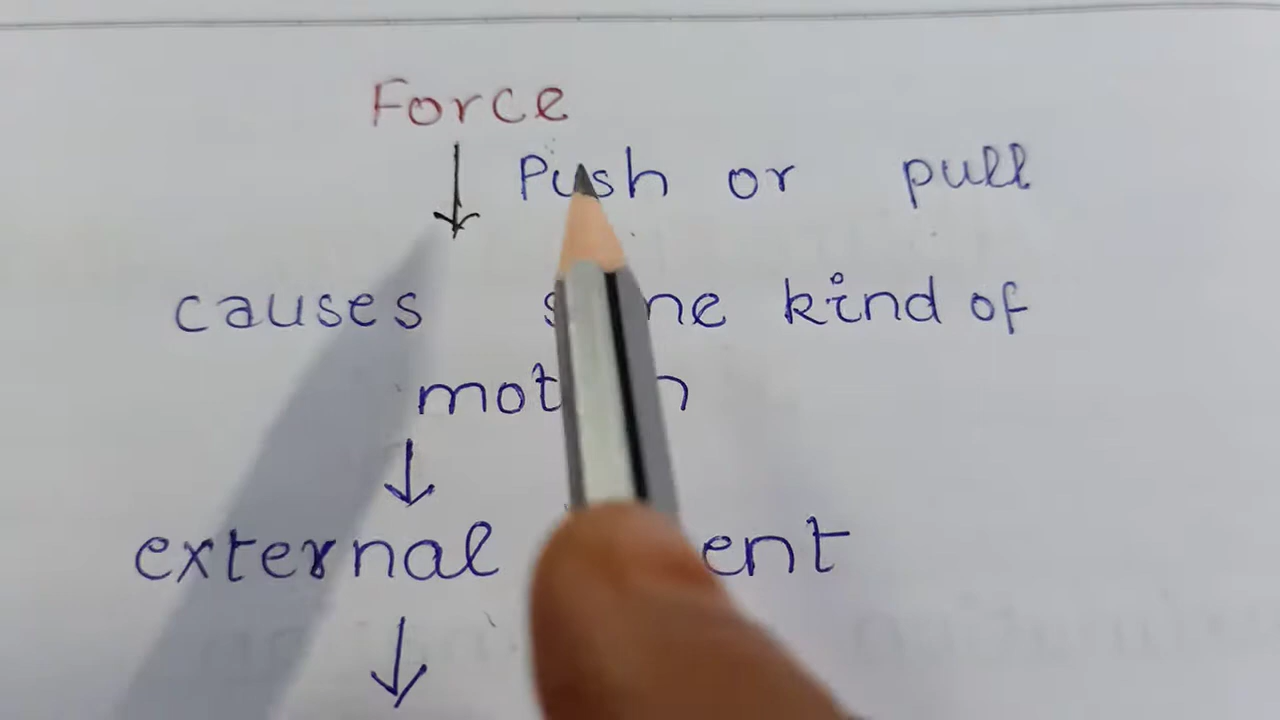 Force
Push or pull
causes kind of
external